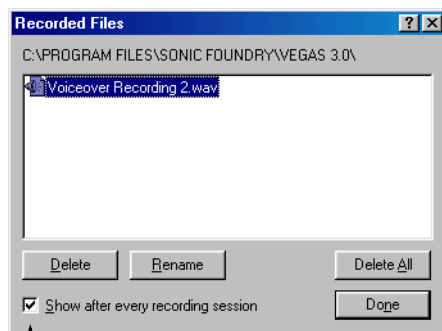 Recorded Files
C:\PROGRAM FILES\SONIC FOUNDRY\VEGAS 3.0\
Voiceover Recording 2.wav
Delete Rename Delete All
Show after every recording session Done